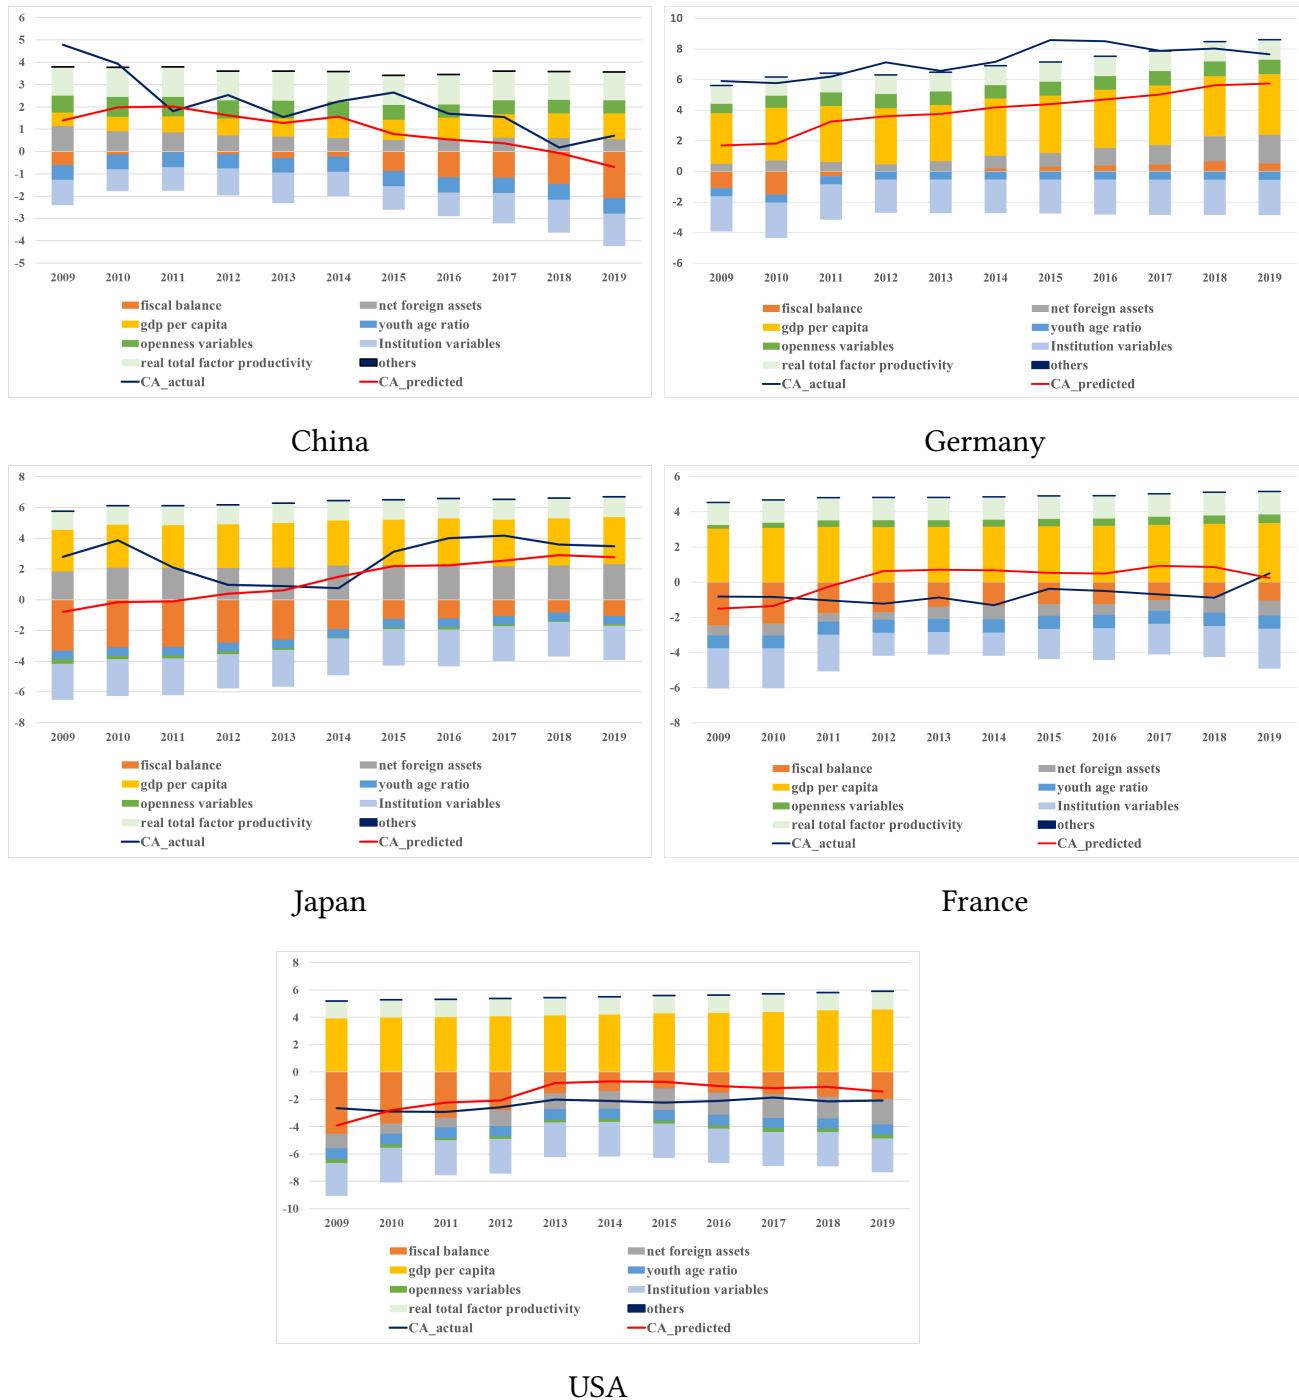 6
5
4
3
2
1
0
-1
-2
-3
-4
-5
2009 2010 2011 2012 2013 2014 2015 2016 2017 2018 2019
fiscal balance net foreign assets
gdp per capita youth age ratio
openness variables Institution variables
real total factor productivity others
CA_actual CA_predicted
China
10
8
6
4
2
0
-2
-4
-6
2009 2010 2011 2012 2013 2014 2015 2016 2017 2018 2019
fiscal balance net foreign assets
gdp per capita youth age ratio
openness variables Institution variables
real total factor productivity others
CA_actual CA_predicted
Germany
8
6
4
2
0
-2
-4
-6
-8
2009 2010 2011 2012 2013 2014 2015 2016 2017 2018 2019
fiscal balance net foreign assets
gdp per capita youth age ratio
openness variables Institution variables
real total factor productivity others
CA_actual CA_predicted
Japan
6
4
2
0
-2
-4
-6
-8
2009 2010 2011 2012 2013 2014 2015 2016 2017 2018 2019
fiscal balance net foreign assets
gdp per capita youth age ratio
openness variables Institution variables
real total factor productivity others
CA_actual CA_predicted
France
8
6
4
2
0
-2
-4
-6
-8
-10
2009 2010 2011 2012 2013 2014 2015 2016 2017 2018 2019
fiscal balance net foreign assets
gdp per capita youth age ratio
openness variables Institution variables
real total factor productivity others
CA_actual CA_predicted
USA